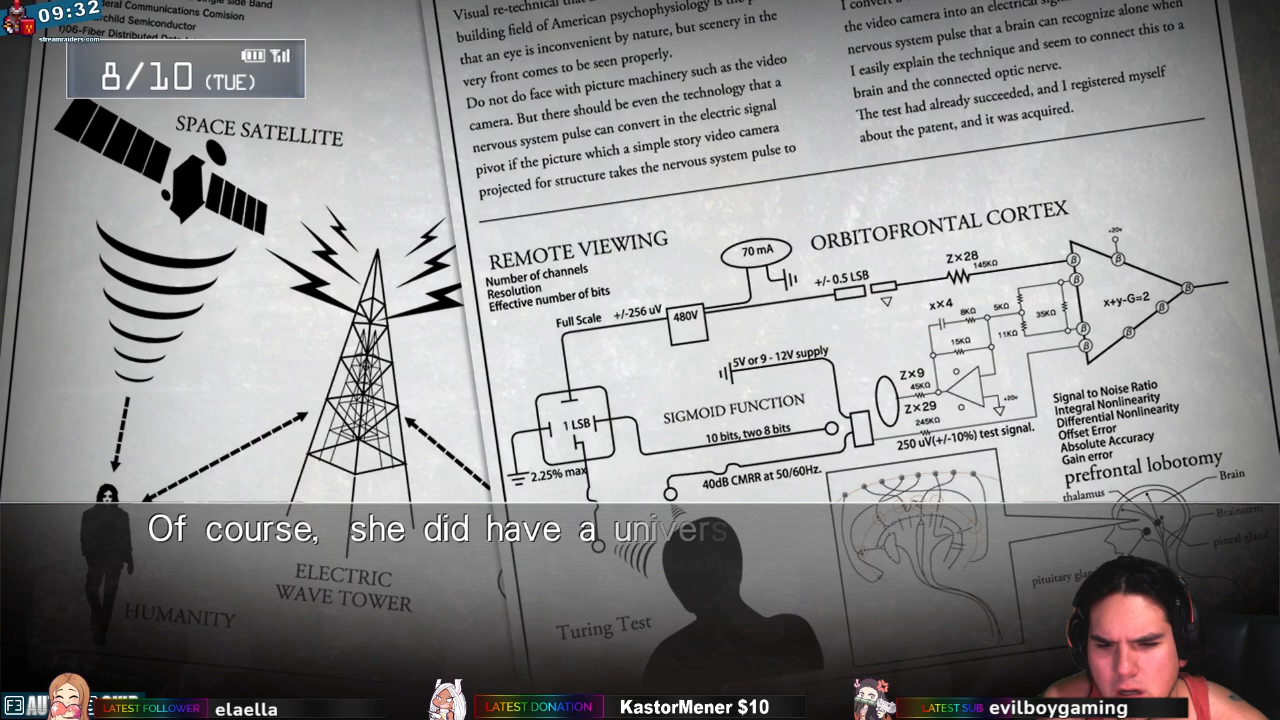 09:32
streamraiders.com
8/10 (TUE)
Semiconductor
SPACE SATELLITE
HUMANITY
ELECTRIC
WAVE TOWER
building field of American psychophysiology is the
that an eye is inconvenient by nature, but scenery in the
very front comes to be seen properly.
Do not do face with picture machinery such as the video
camera. But there should be even the technology that a
nervous system pulse can convert in the electric signal
pivot if the picture which a simple story video camera
projected for structure takes the nervous system pulse to
the video camera into an electrical
nervous system pulse that a brain can recognize alone when
I easily explain the technique and seem to connect this to a
brain and the connected optic nerve.
The test had already succeeded, and I registered myself
about the patent, and it was acquired.
REMOTE VIEWING
Number of channels
Resolution
Effective number of bits
70 mA
ORBITOFRONTAL CORTEX
Full Scale +/-256 uV
480V
+/- 0.5 LSB
Z×28
145KΩ
+20v
x+y-G=2
x×4
8KΩ
5KΩ
35KΩ
11KΩ
15KΩ
5V or 9 - 12V supply
Z×9
45KΩ
Z×29
245KΩ
+20v
1 LSB
SIGMOID FUNCTION
10 bits, two 8 bits
250 uV(+/-10%) test signal.
2.25% max
40dB CMRR at 50/60Hz.
Signal to Noise Ratio
Integral Nonlinearity
Differential Nonlinearity
Offset Error
Absolute Accuracy
Gain error
prefrontal lobotomy
thalamus
Brain
Brainstem
pineal gland
pituitary
Turing Test
Of course, she did have a univers
F3 AU
LATEST FOLLOWER elaella
LATEST DONATION KastorMener $10
LATEST SUB evilboygaming